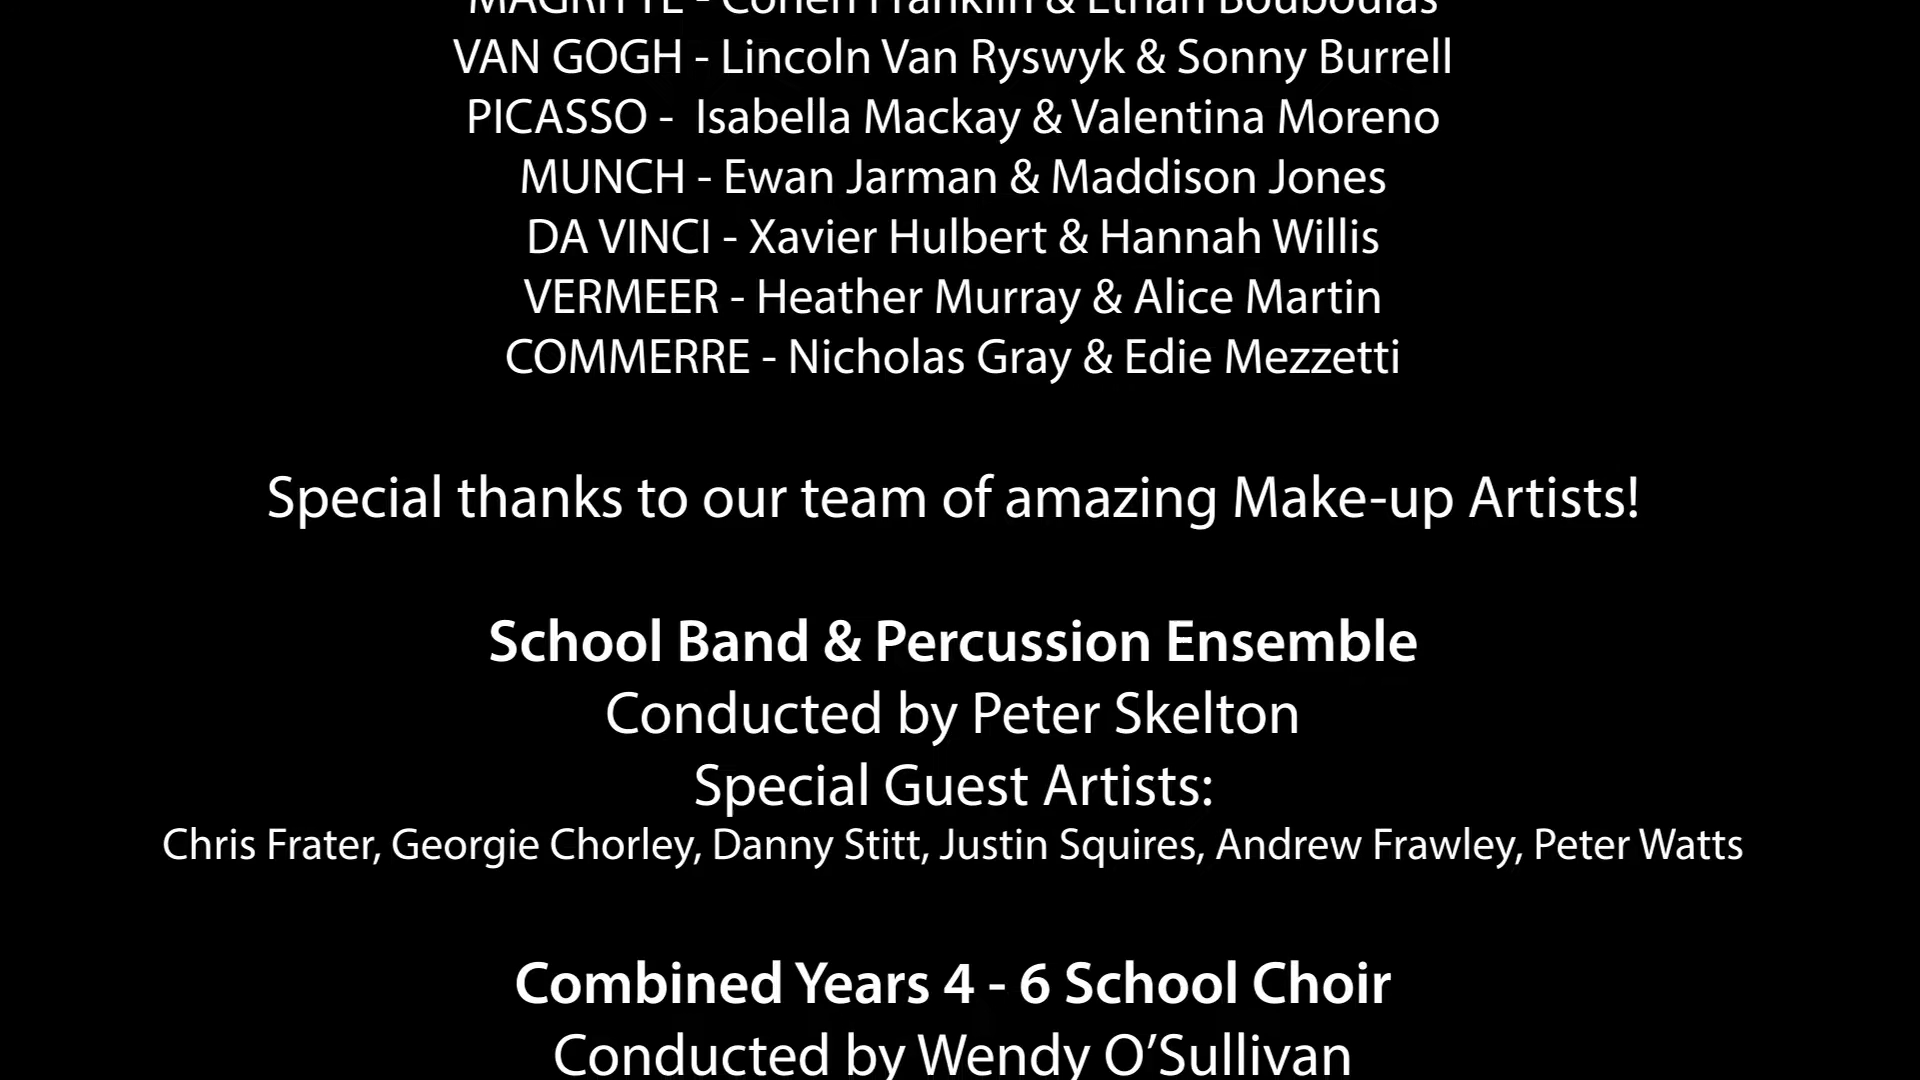 MAGRITTE - Cohen Franklin & Ethan Bouboulas
VAN GOGH - Lincoln Van Ryswyk & Sonny Burrell
PICASSO -  Isabella Mackay & Valentina Moreno
MUNCH - Ewan Jarman & Maddison Jones
DA VINCI - Xavier Hulbert & Hannah Willis
VERMEER - Heather Murray & Alice Martin
COMMERRE - Nicholas Gray & Edie Mezzetti
Special thanks to our team of amazing Make-up Artists!
School Band & Percussion Ensemble
Conducted by Peter Skelton
Special Guest Artists:
Chris Frater, Georgie Chorley, Danny Stitt, Justin Squires, Andrew Frawley, Peter Watts
Combined Years 4 - 6 School Choir
Conducted by Wendy O’Sullivan